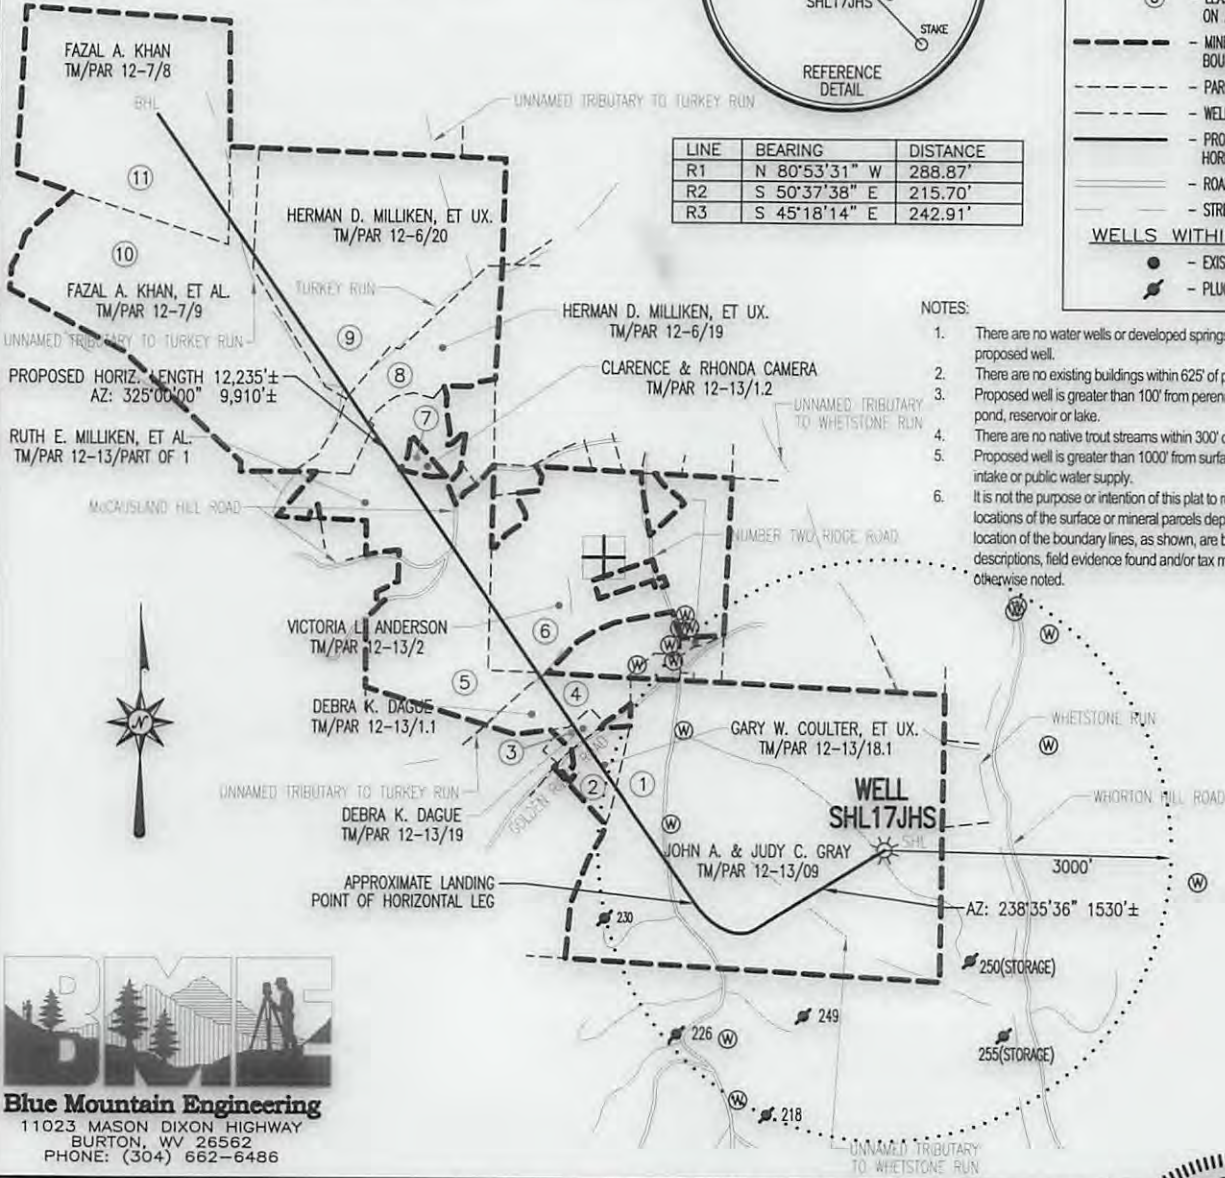 SHL17JHS
STAKE
REFERENCE
DETAIL
ON
- MIN
BOU
- PAR
- WEL
- PRO
HOR
- ROA
- STR
WELLS WITHI
- EXIS
- PLU
LINE BEARING DISTANCE
R1 N 80°53'31" W 288.87'
R2 S 50°37'38" E 215.70'
R3 S 45°18'14" E 242.91'
NOTES:
1. There are no water wells or developed springs
proposed well.
2. There are no existing buildings within 625' of p
3. Proposed well is greater than 100' from peren
pond, reservoir or lake.
4. There are no native trout streams within 300' o
5. Proposed well is greater than 1000' from surfa
intake or public water supply.
6. It is not the purpose or intention of this plat to
locations of the surface or mineral parcels dep
location of the boundary lines, as shown, are b
descriptions, field evidence found and/or tax m
otherwise noted.
FAZAL A. KHAN
TM/PAR 12-7/8
BHL
UNNAMED TRIBUTARY TO TURKEY RUN
11
HERMAN D. MILLIKEN, ET UX.
TM/PAR 12-6/20
10
FAZAL A. KHAN, ET AL.
TM/PAR 12-7/9
TURKEY RUN
UNNAMED TRIBUTARY TO TURKEY RUN
9
HERMAN D. MILLIKEN, ET UX.
TM/PAR 12-6/19
8
CLARENCE & RHONDA CAMERA
TM/PAR 12-13/1.2
PROPOSED HORIZ. LENGTH 12,235'±
AZ: 325°00'00" 9,910'±
UNNAMED TRIBUTARY
TO WHETSTONE RUN
7
RUTH E. MILLIKEN, ET AL.
TM/PAR 12-13/PART OF 1
McCAUSLAND HILL ROAD
NUMBER TWO RIDGE ROAD
VICTORIA L. ANDERSON
TM/PAR 12-13/2
6
W
W
W
W
W
W
W
5
4
DEBRA K. DAGUE
TM/PAR 12-13/1.1
GARY W. COULTER, ET UX.
TM/PAR 12-13/18.1
W
W
WHETSTONE RUN
3
N
UNNAMED TRIBUTARY TO TURKEY RUN
2
1
WELL
SHL17JHS
WHORTON HILL ROAD
DEBRA K. DAGUE
TM/PAR 12-13/19
ROAD
W
SHL
JOHN A. & JUDY C. GRAY
TM/PAR 12-13/09
3000'
W
APPROXIMATE LANDING
POINT OF HORIZONTAL LEG
AZ: 238°35'36" 1530'±
230
250(STORAGE)
249
226
W
255(STORAGE)
W
218
UNNAMED TRIBUTARY
TO WHETSTONE RUN
BME
Blue Mountain Engineering
11023 MASON DIXON HIGHWAY
BURTON, WV 26562
PHONE: (304) 662-6486